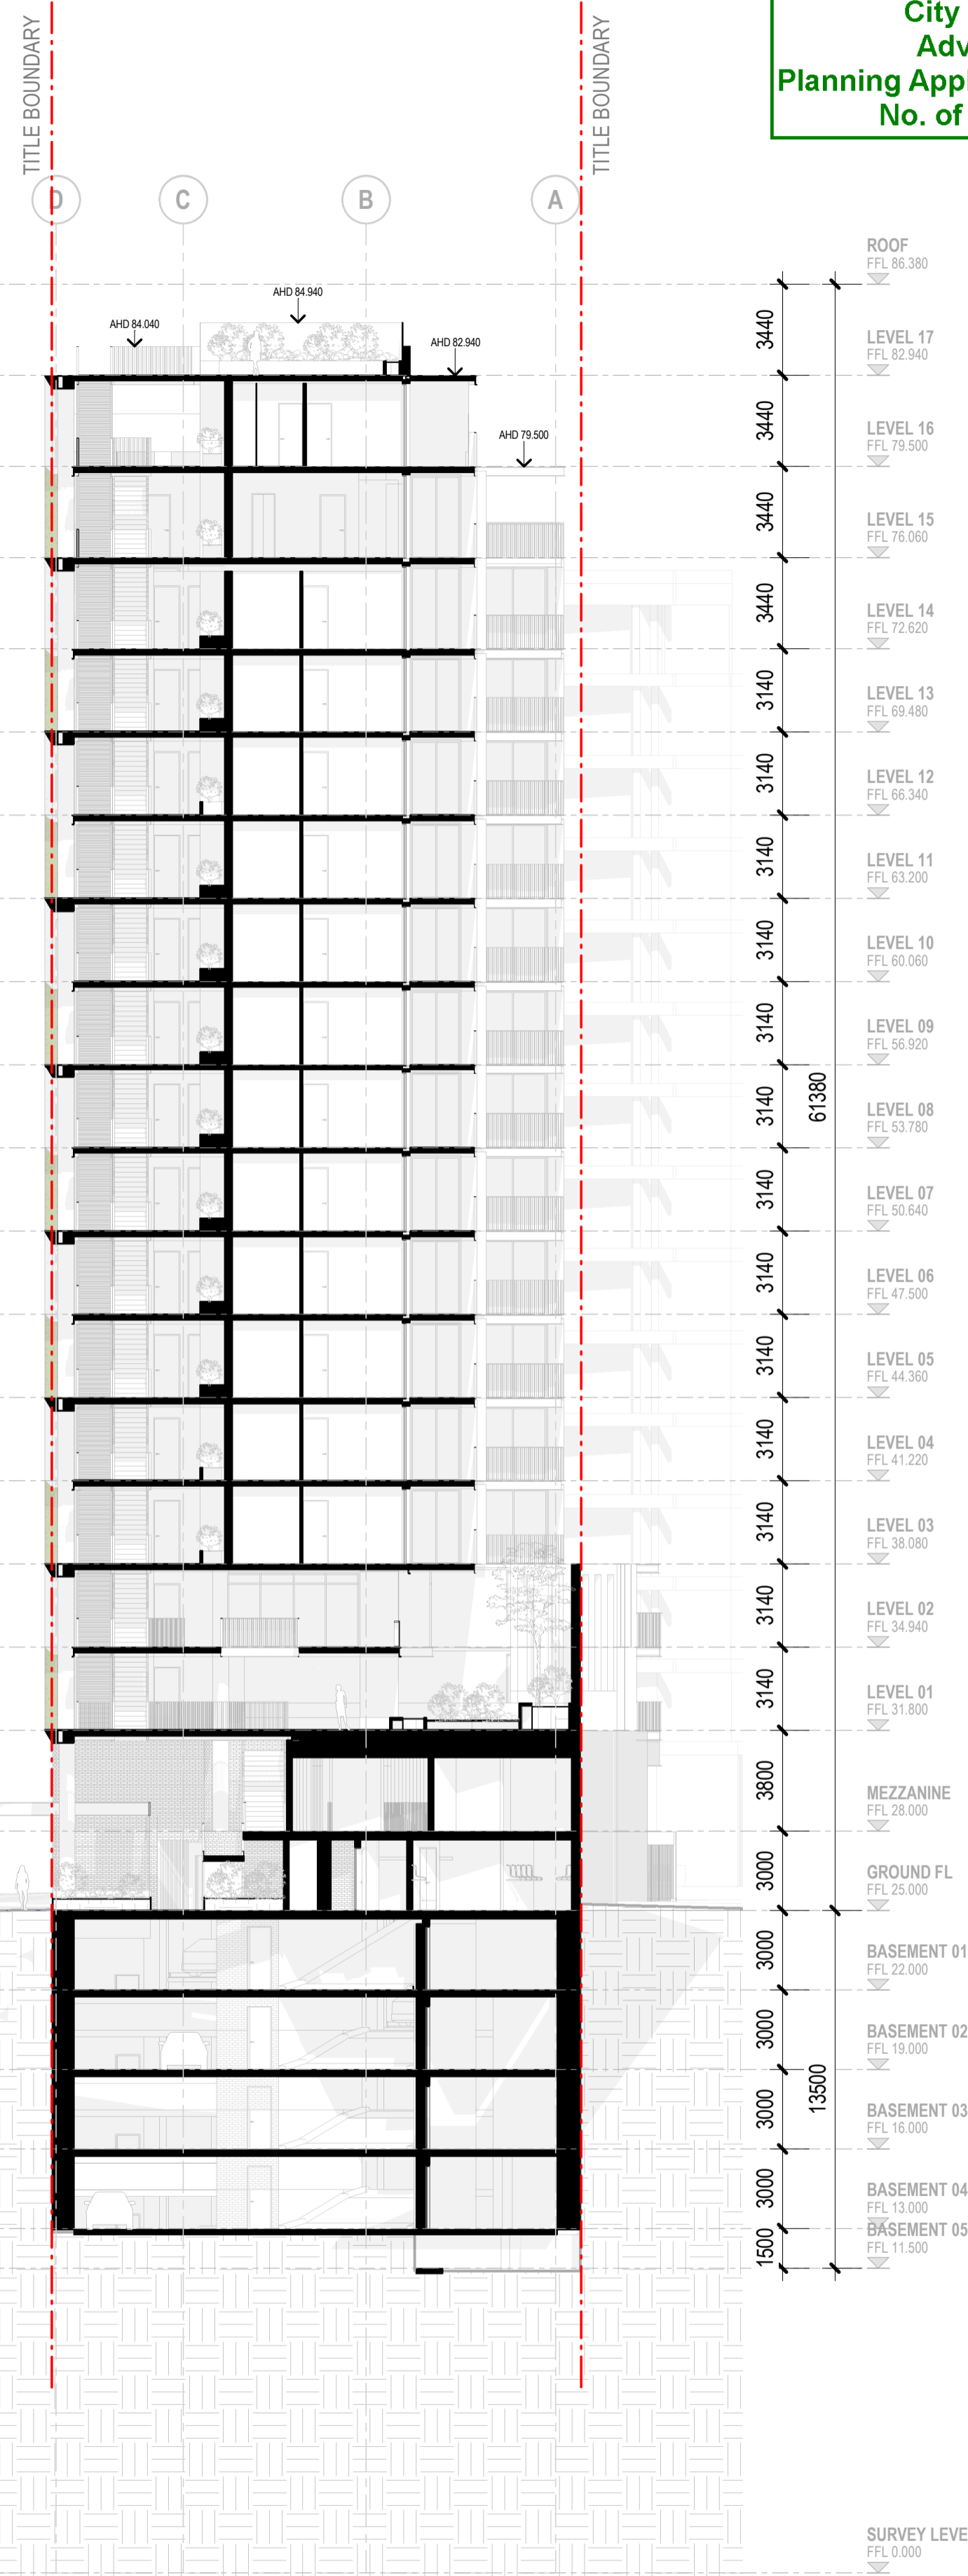 City
Adv
Planning Appl
No. of
TITLE BOUNDARY
TITLE BOUNDARY
D
C
B
A
ROOF
FFL 86.380
AHD 84.940
AHD 84.040
AHD 82.940
3440
LEVEL 17
FFL 82.940
3440
LEVEL 16
FFL 79.500
AHD 79.500
3440
LEVEL 15
FFL 76.060
3440
LEVEL 14
FFL 72.620
3140
LEVEL 13
FFL 69.480
3140
LEVEL 12
FFL 66.340
3140
LEVEL 11
FFL 63.200
3140
LEVEL 10
FFL 60.060
3140
LEVEL 09
FFL 56.920
3140
61380
LEVEL 08
FFL 53.780
3140
LEVEL 07
FFL 50.640
3140
LEVEL 06
FFL 47.500
3140
LEVEL 05
FFL 44.360
3140
LEVEL 04
FFL 41.220
3140
LEVEL 03
FFL 38.080
3140
LEVEL 02
FFL 34.940
3140
LEVEL 01
FFL 31.800
3800
MEZZANINE
FFL 28.000
3000
GROUND FL
FFL 25.000
3000
BASEMENT 01
FFL 22.000
3000
BASEMENT 02
FFL 19.000
3000
13500
BASEMENT 03
FFL 16.000
3000
BASEMENT 04
FFL 13.000
1500
BASEMENT 05
FFL 11.500
SURVEY LEVE
FFL 0.000